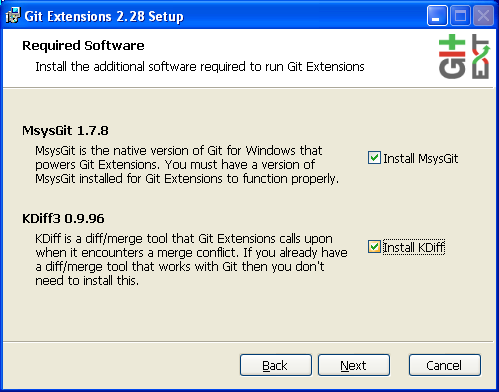 Git Extensions 2.28 Setup
Required Software
Install the additional software required to run Git Extensions
Git
EXT
MsysGit 1.7.8
MsysGit is the native version of Git for Windows that
powers Git Extensions. You must have a version of
MsysGit installed for Git Extensions to function properly.
Install MsysGit
KDiff3 0.9.96
KDiff is a diff/merge tool that Git Extensions calls upon
when it encounters a merge conflict. If you already have
a diff/merge tool that works with Git then you don't
need to install this.
Install KDiff
Back
Next
Cancel